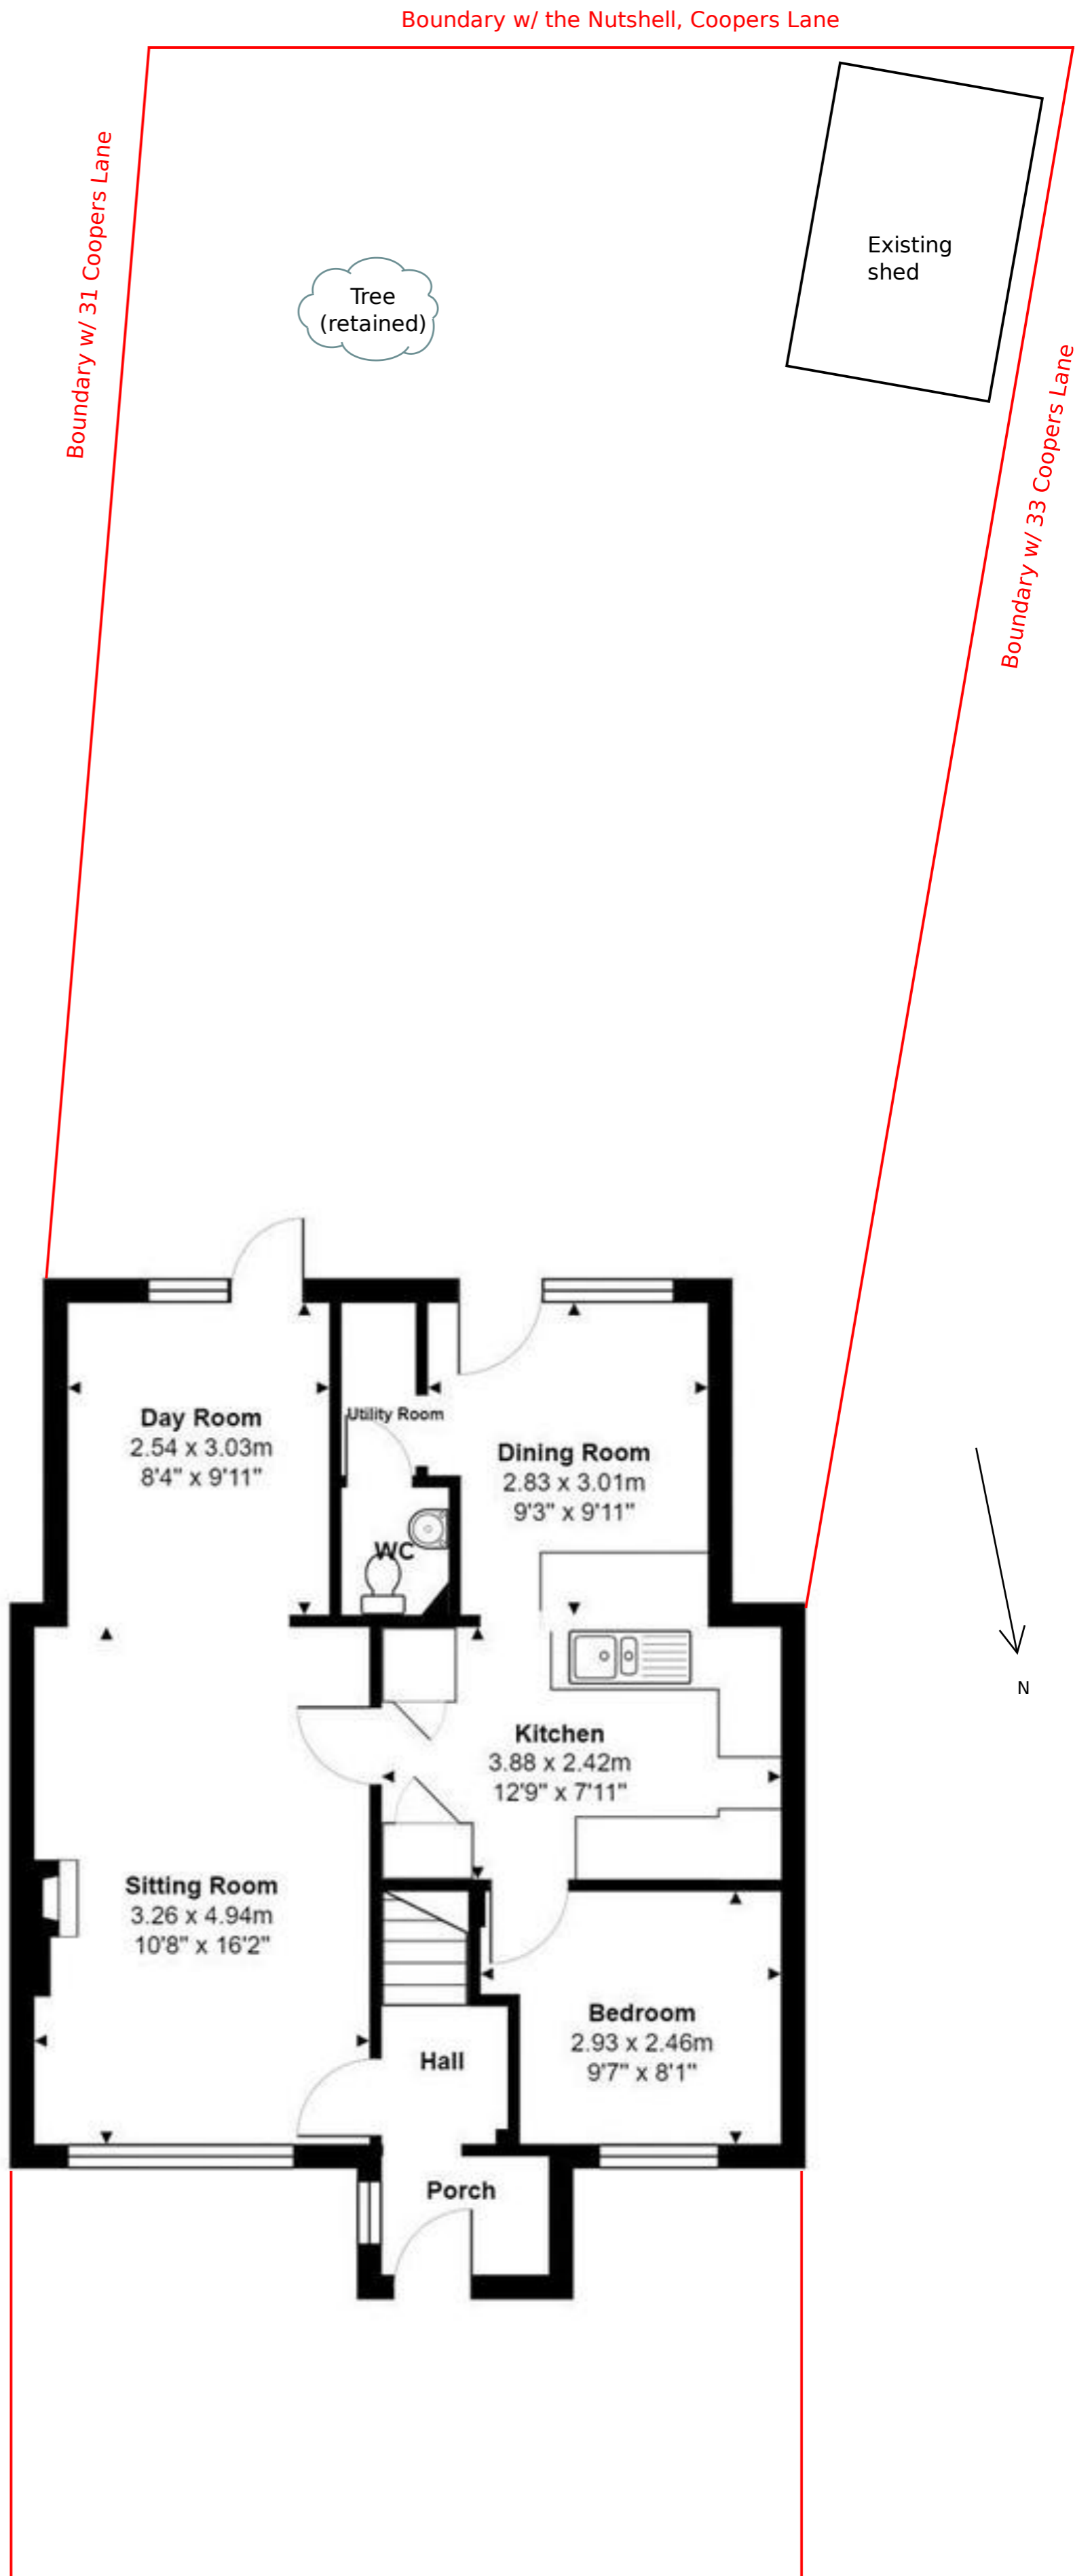 Boundary w/ the Nutshell, Coopers Lane
Boundary w/ 31 Coopers Lane
Existing
shed
Tree
(retained)
Boundary w/ 33 Coopers Lane
Day Room
2.54 x 3.03m
8'4" x 9'11"
Utility Room
Dining Room
2.83 x 3.01m
9'3" x 9'11"
WC
N
Kitchen
3.88 x 2.42m
12'9" x 7'11"
Sitting Room
3.26 x 4.94m
10'8" x 16'2"
Bedroom
2.93 x 2.46m
9'7" x 8'1"
Hall
Porch